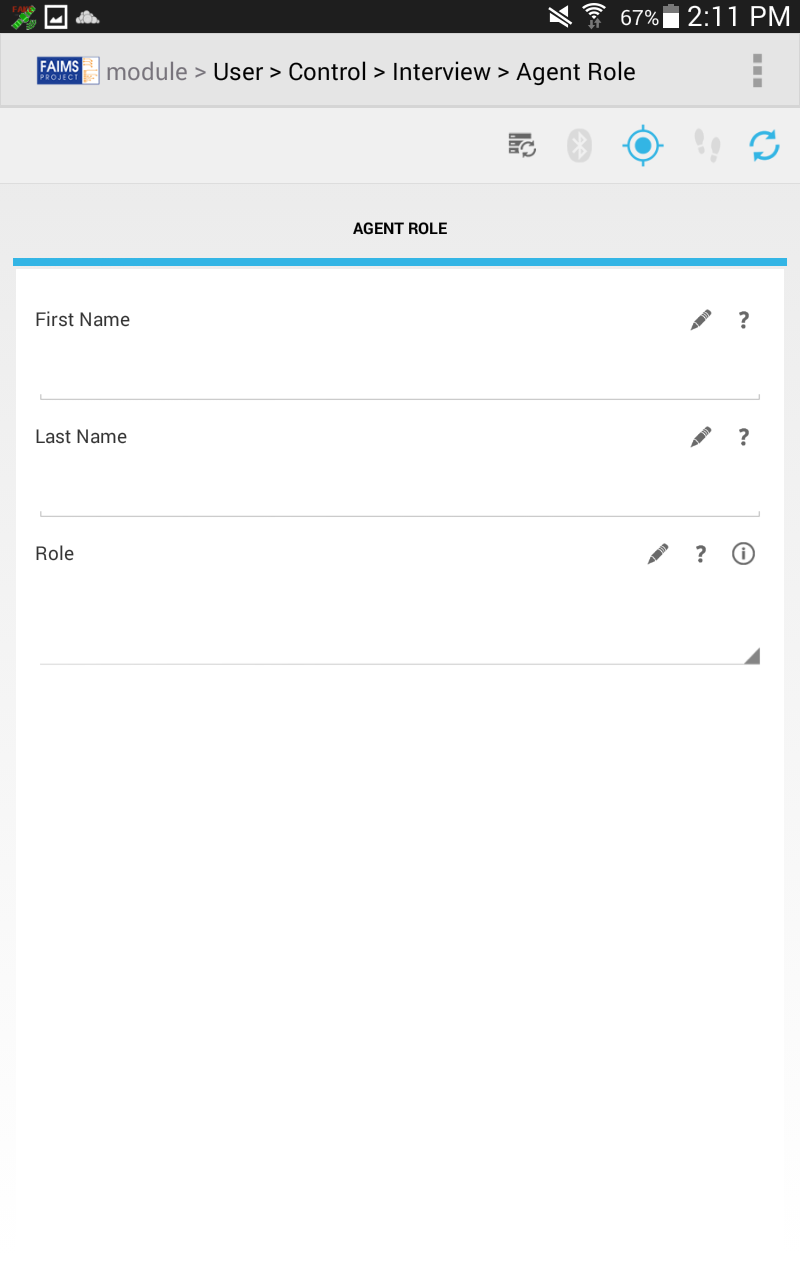 67% 2:11 PM
FAIMS PROJECT module > User > Control > Interview > Agent Role
AGENT ROLE
First Name ?
Last Name ?
Role ? i